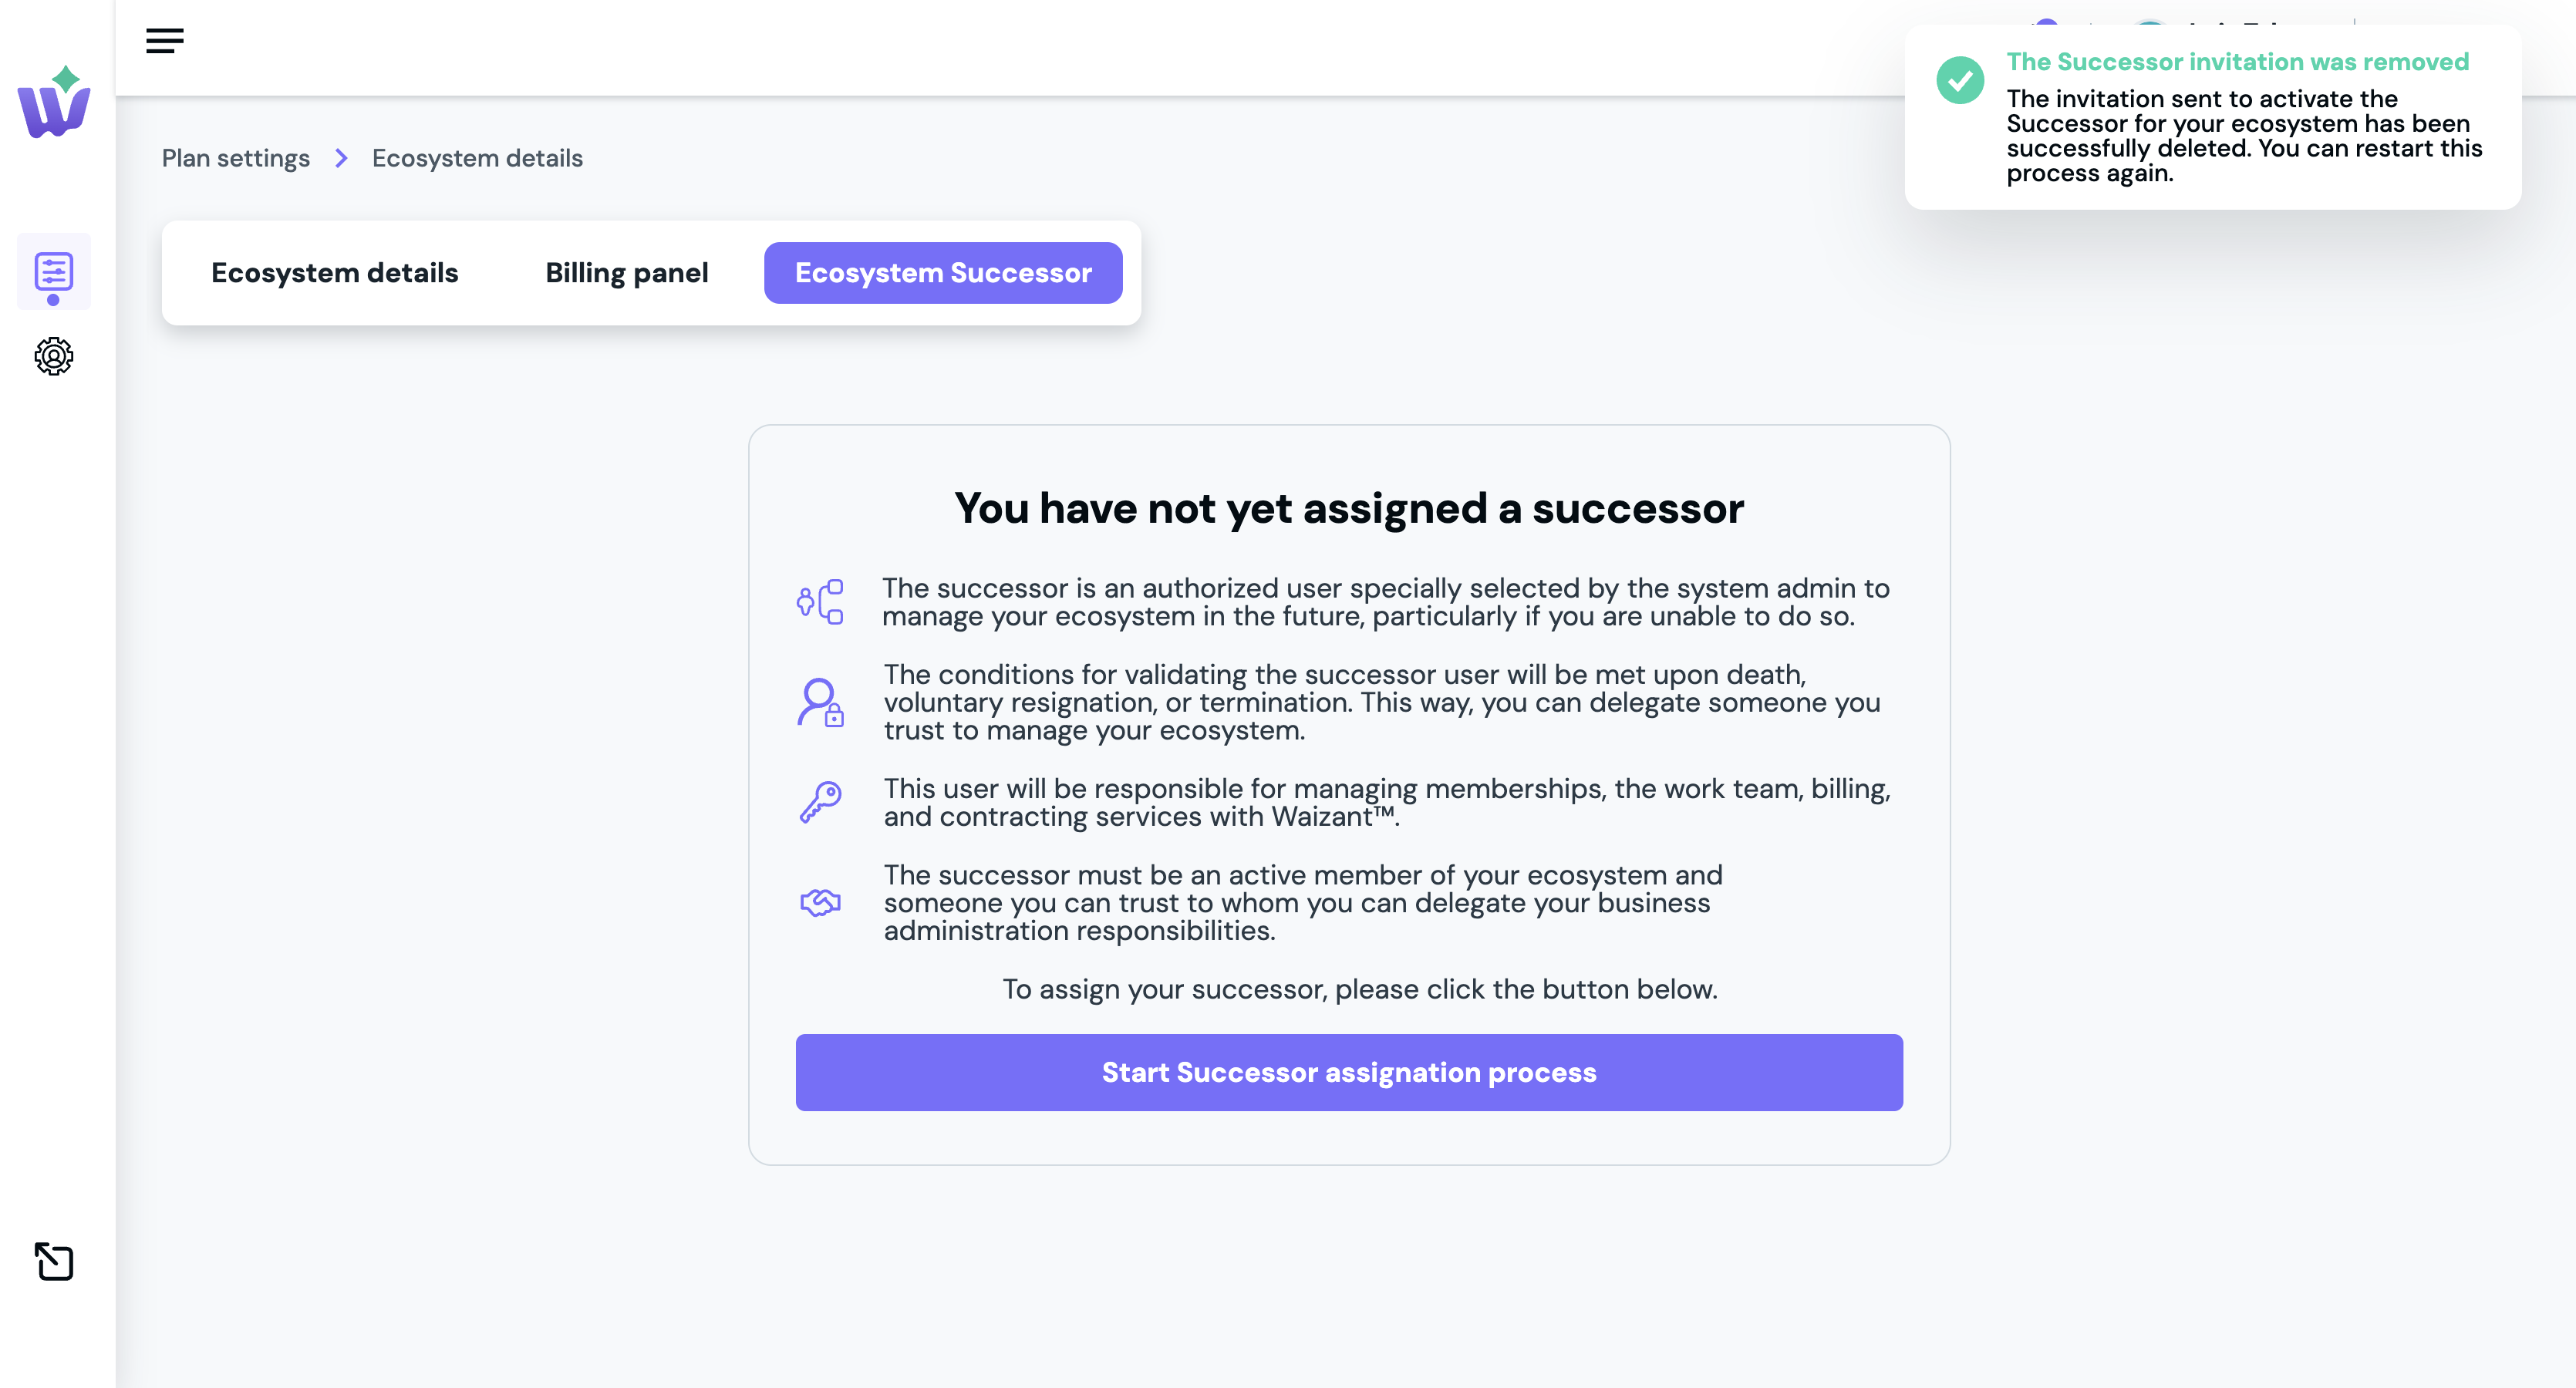 The Successor invitation was removed
The invitation sent to activate the
Successor for your ecosystem has been
successfully deleted. You can restart this
process again.
Plan settings
Ecosystem details
Ecosystem details
Billing panel
Ecosystem Successor
You have not yet assigned a successor
The successor is an authorized user specially selected by the system admin to
manage your ecosystem in the future, particularly if you are unable to do so.
The conditions for validating the successor user will be met upon death,
voluntary resignation, or termination. This way, you can delegate someone you
trust to manage your ecosystem.
This user will be responsible for managing memberships, the work team, billing,
and contracting services with Waizant™.
The successor must be an active member of your ecosystem and
someone you can trust to whom you can delegate your business
administration responsibilities.
To assign your successor, please click the button below.
Start Successor assignation process